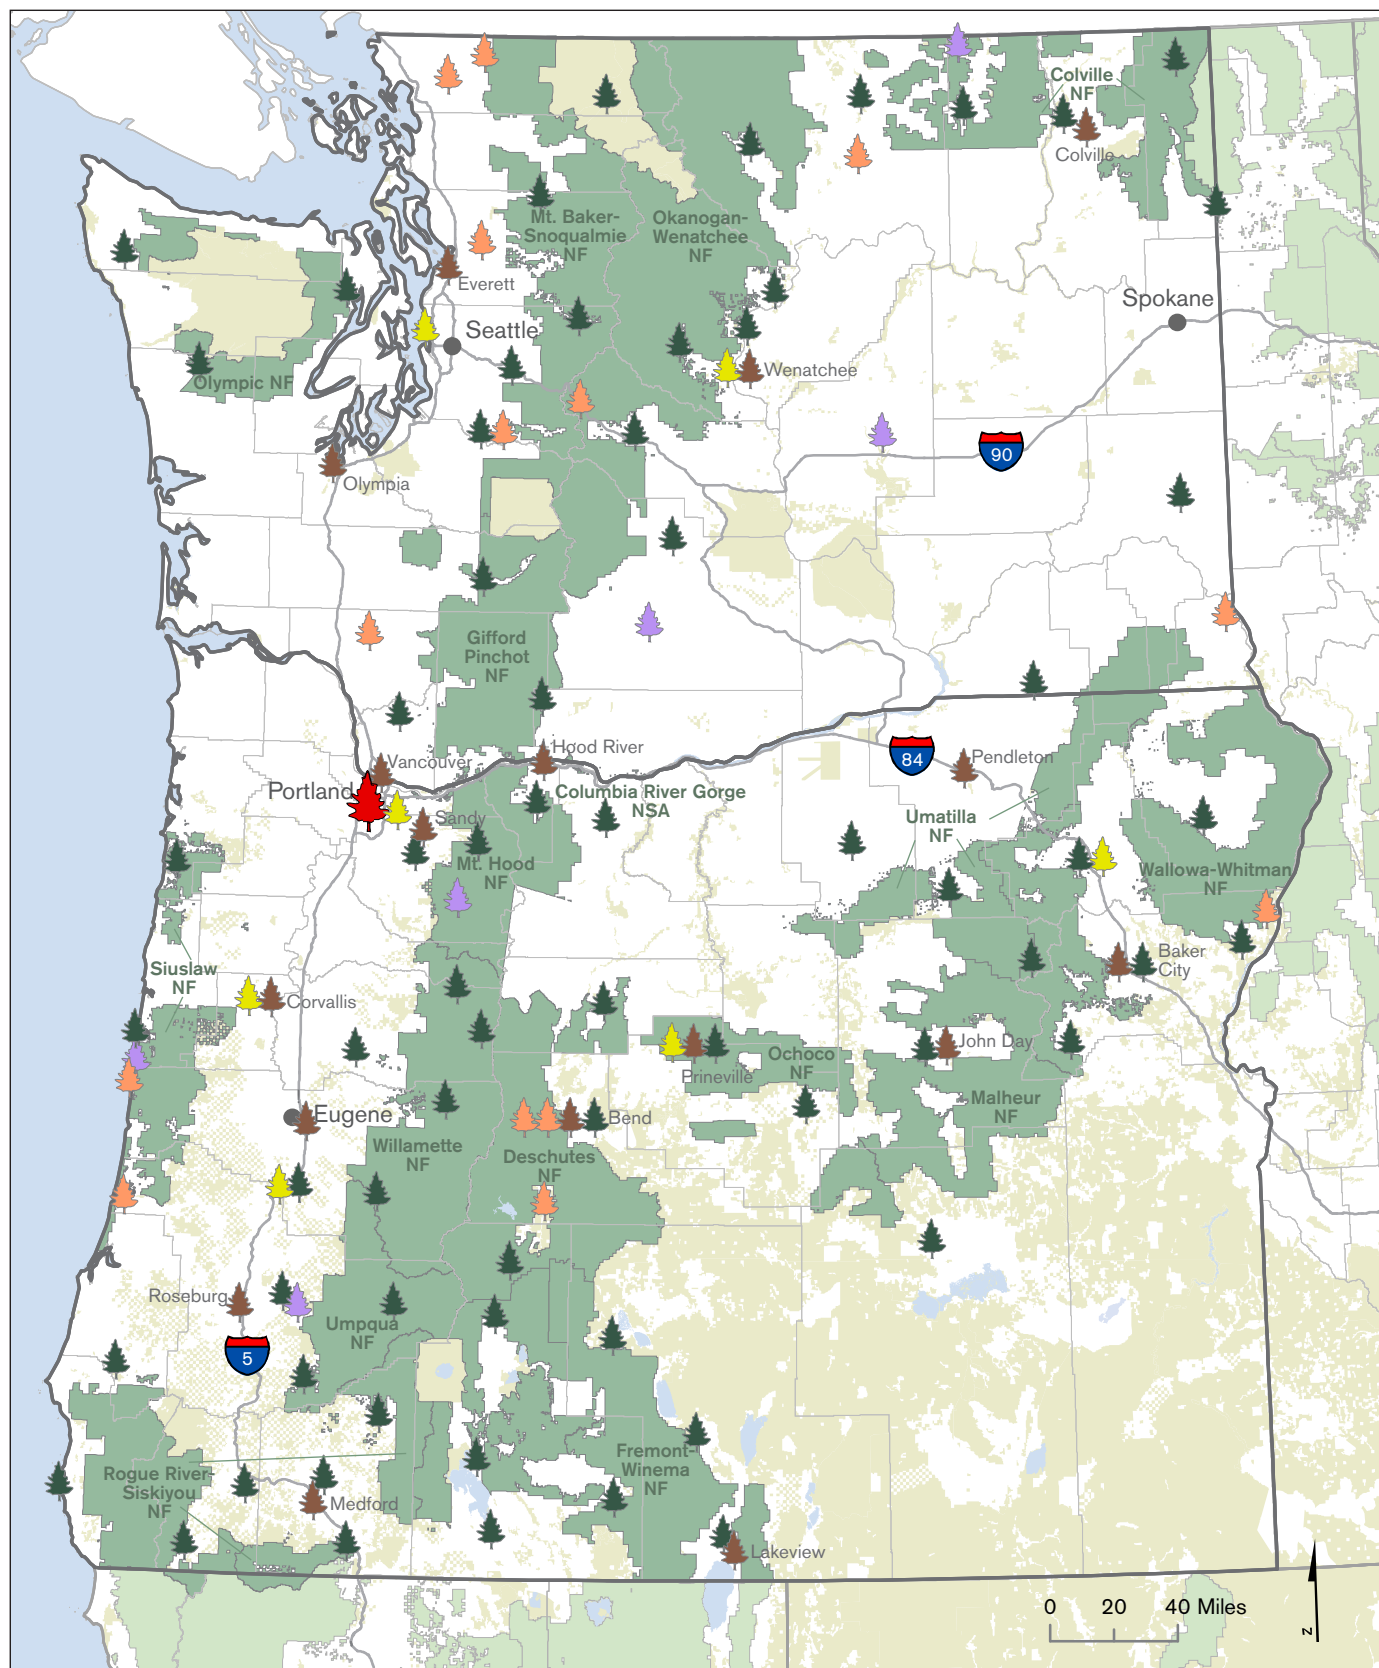 Colville
NF
Colville
Mt. Baker-
Snoqualmie
NF
Okanogan-
Wenatchee
NF
Everett
Seattle
Spokane
Olympic NF
Wenatchee
90
Olympia
Gifford
Pinchot
NF
Vancouver
Hood River
84
Pendleton
Portland
Columbia River Gorge
NSA
Sandy
Umatilla
NF
Mt. Hood
NF
Wallowa-Whitman
NF
Siuslaw
NF
Baker
City
Corvallis
John Day
Ochoco
NF
Prineville
Malheur
NF
Eugene
Bend
Willamette
NF
Deschutes
NF
Roseburg
Umpqua
NF
5
Fremont-
Winema
NF
Rogue River-
Siskiyou
NF
Medford
Lakeview
0 20 40 Miles
N